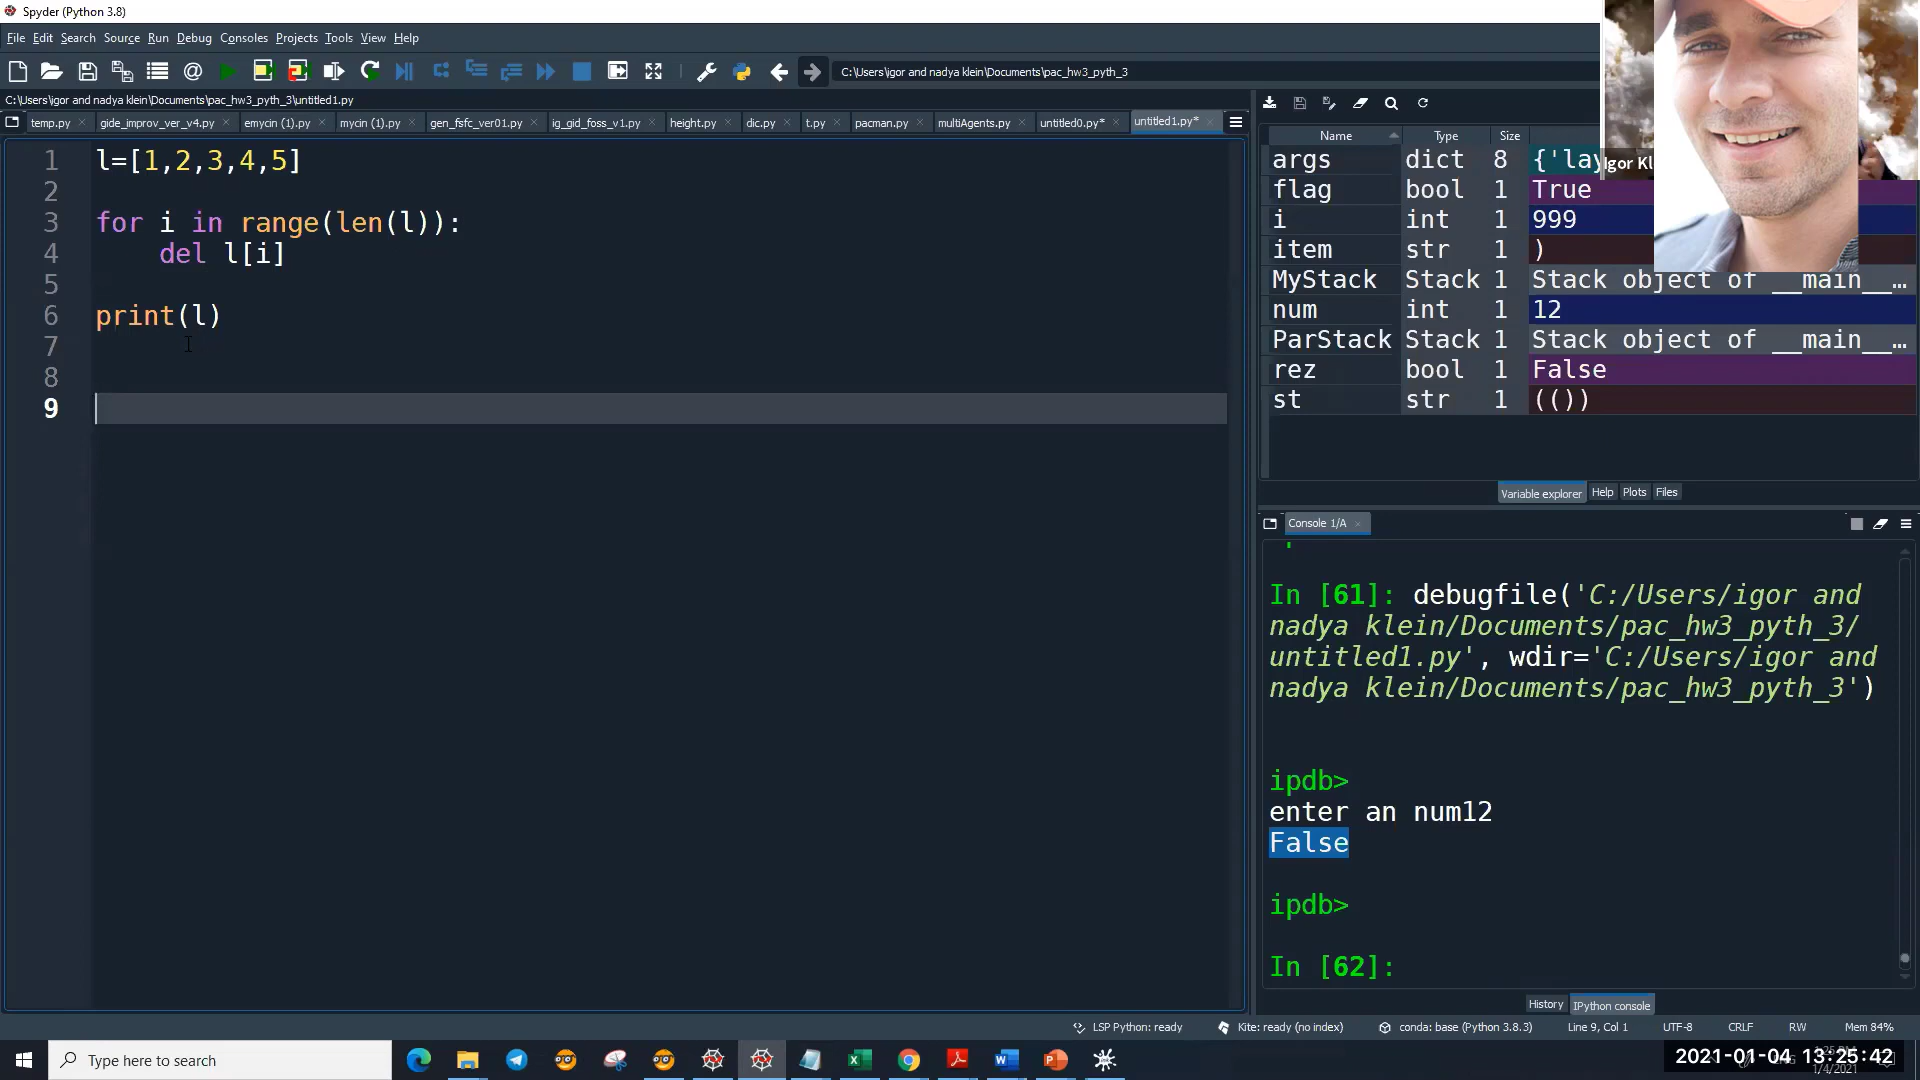 Spyder (Python 3.8)
File Edit Search Source Run Debug Consoles Projects Tools View Help
C:\Users\igor and nadya klein\Documents\pac_hw3_pyth_3
C:\Users\igor and nadya klein\Documents\pac_hw3_pyth_3\untitled1.py
temp.py gide_improv_ver_v4.py emycin (1).py mycin (1).py gen_fsfc_ver01.py ig_gid_foss_v1.py height.py dic.py t.py pacman.py multiAgents.py untitled0.py* untitled1.py*
1 l=[1,2,3,4,5]
2
3 for i in range(len(l)):
4 del l[i]
5
6 print(l)
7
8
9
Name Type Size
args dict 8 {'lay
Igor Kl
flag bool 1 True
i int 1 999
item str 1 )
MyStack Stack 1 Stack object of __main__…
num int 1 12
ParStack Stack 1 Stack object of __main__…
rez bool 1 False
st str 1 (())
Variable explorer Help Plots Files
Console 1/A
'
In [61]: debugfile('C:/Users/igor and
nadya klein/Documents/pac_hw3_pyth_3/
untitled1.py', wdir='C:/Users/igor and
nadya klein/Documents/pac_hw3_pyth_3')
ipdb>
enter an num12
False
ipdb>
In [62]:
History IPython console
LSP Python: ready Kite: ready (no index) conda: base (Python 3.8.3) Line 9, Col 1 UTF-8 CRLF RW Mem 84%
Type here to search
2021-01-04 13:25:42
1/4/2021